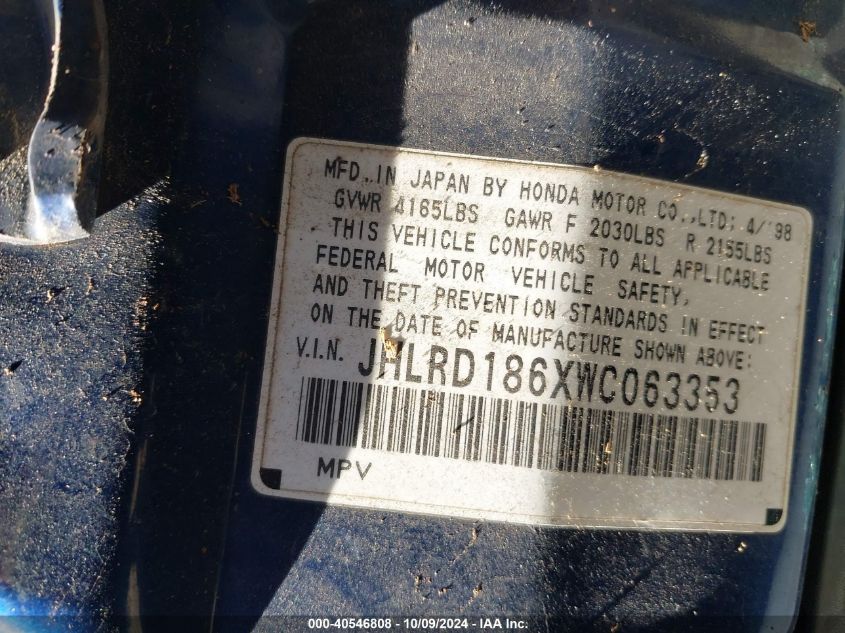 MFD. IN JAPAN BY HONDA MOTOR CO.,LTD; 4/'98
GVWR 4165LBS GAWR F 2030LBS R 2155LBS
THIS VEHICLE CONFORMS TO ALL APPLICABLE
FEDERAL MOTOR VEHICLE SAFETY,
AND THEFT PREVENTION STANDARDS IN EFFECT
ON THE DATE OF MANUFACTURE SHOWN ABOVE:
V.I.N. JHLRD186XWC063353
MPV
000-40546808 - 10/09/2024 - IAA Inc.